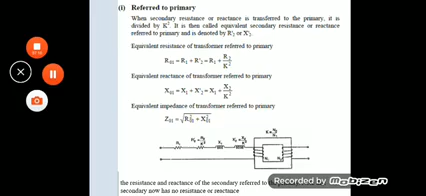 (i) Referred to primary
When secondary resistance or reactance is transferred to the primary, it is
divided by K². It is then called equivalent secondary resistance or reactance
referred to primary and is denoted by R'₂ or X'₂.
Equivalent resistance of transformer referred to primary
R₀₁ = R₁ + R'₂ = R₁ + R₂/K²
Equivalent reactance of transformer referred to primary
X₀₁ = X₁ + X'₂ = X₁ + X₂/K²
Equivalent impedance of transformer referred to primary
Z₀₁ = √(R²₀₁ + X²₀₁)
the resistance and reactance of the secondary referred to
secondary now has no resistance or reactance
Recorded by mobizen